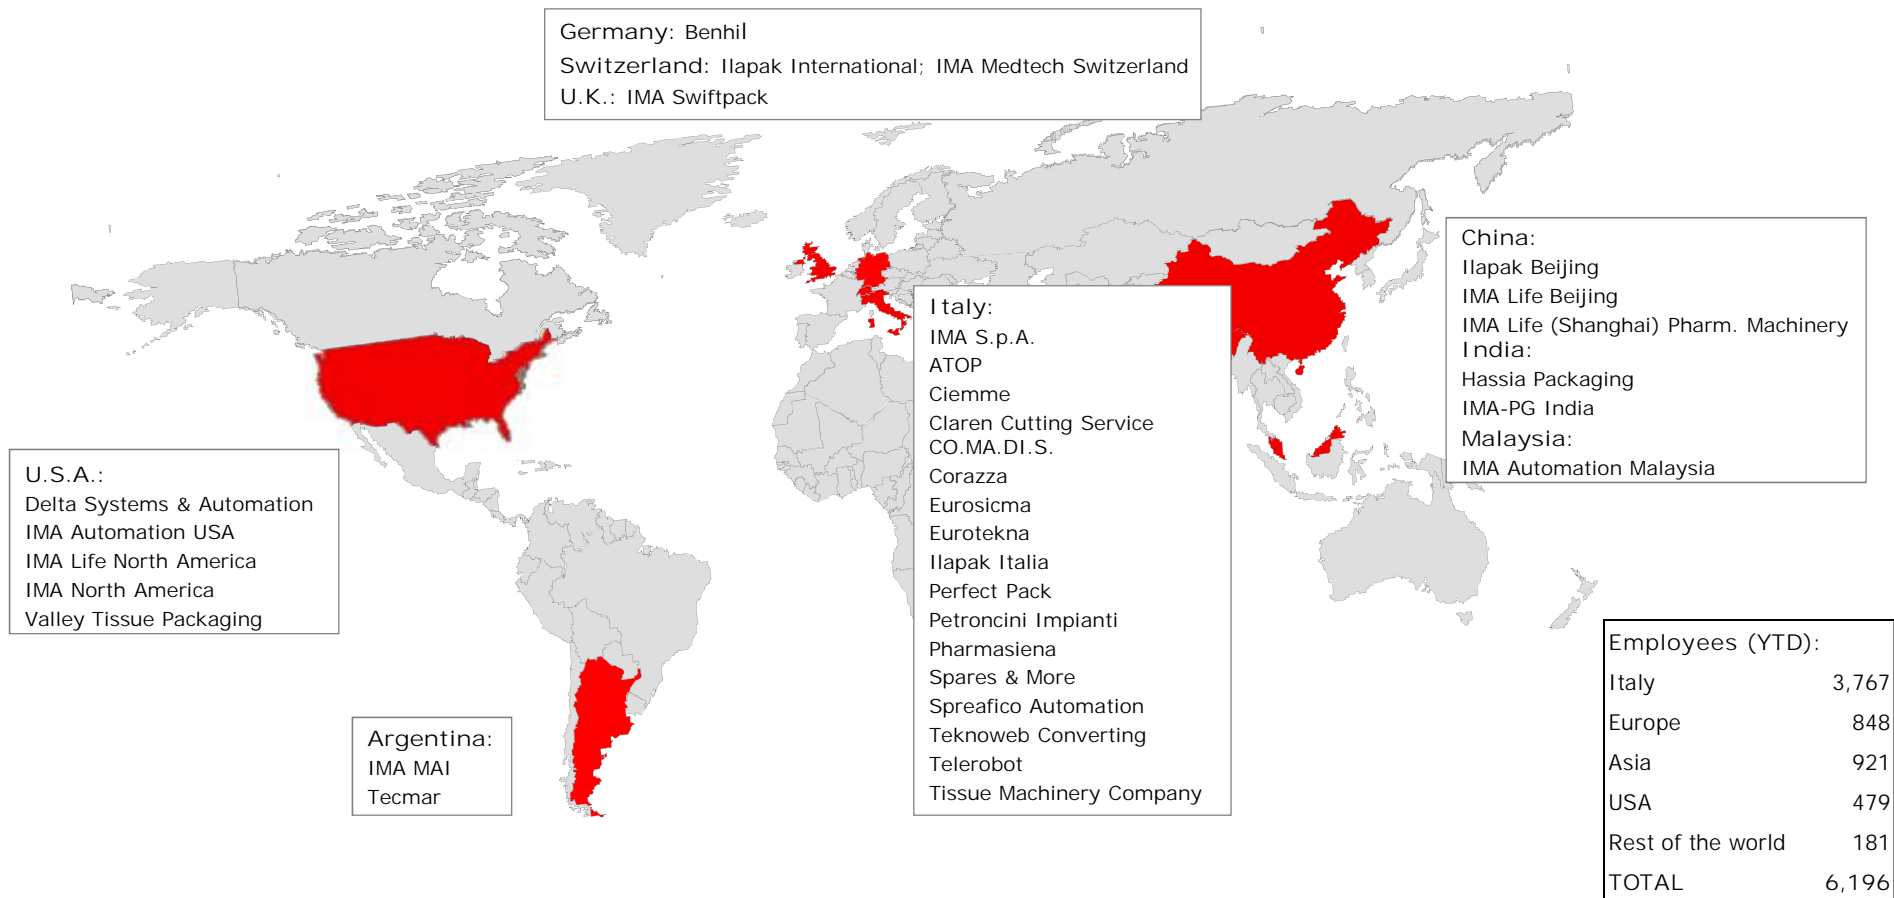 Germany: Benhil
Switzerland: Ilapak International; IMA Medtech Switzerland
U.K.: IMA Swiftpack
China:
Ilapak Beijing
IMA Life Beijing
IMA Life (Shanghai) Pharm. Machinery
India:
Hassia Packaging
IMA-PG India
Malaysia:
IMA Automation Malaysia
Italy:
IMA S.p.A.
ATOP
Ciemme
Claren Cutting Service
CO.MA.DI.S.
Corazza
Eurosicma
Eurotekna
Ilapak Italia
Perfect Pack
Petroncini Impianti
Pharmasiena
Spares & More
Spreafico Automation
Teknoweb Converting
Telerobot
Tissue Machinery Company
U.S.A.:
Delta Systems & Automation
IMA Automation USA
IMA Life North America
IMA North America
Valley Tissue Packaging
Argentina:
IMA MAI
Tecmar
Employees (YTD):
Italy 3,767
Europe 848
Asia 921
USA 479
Rest of the world 181
TOTAL 6,196